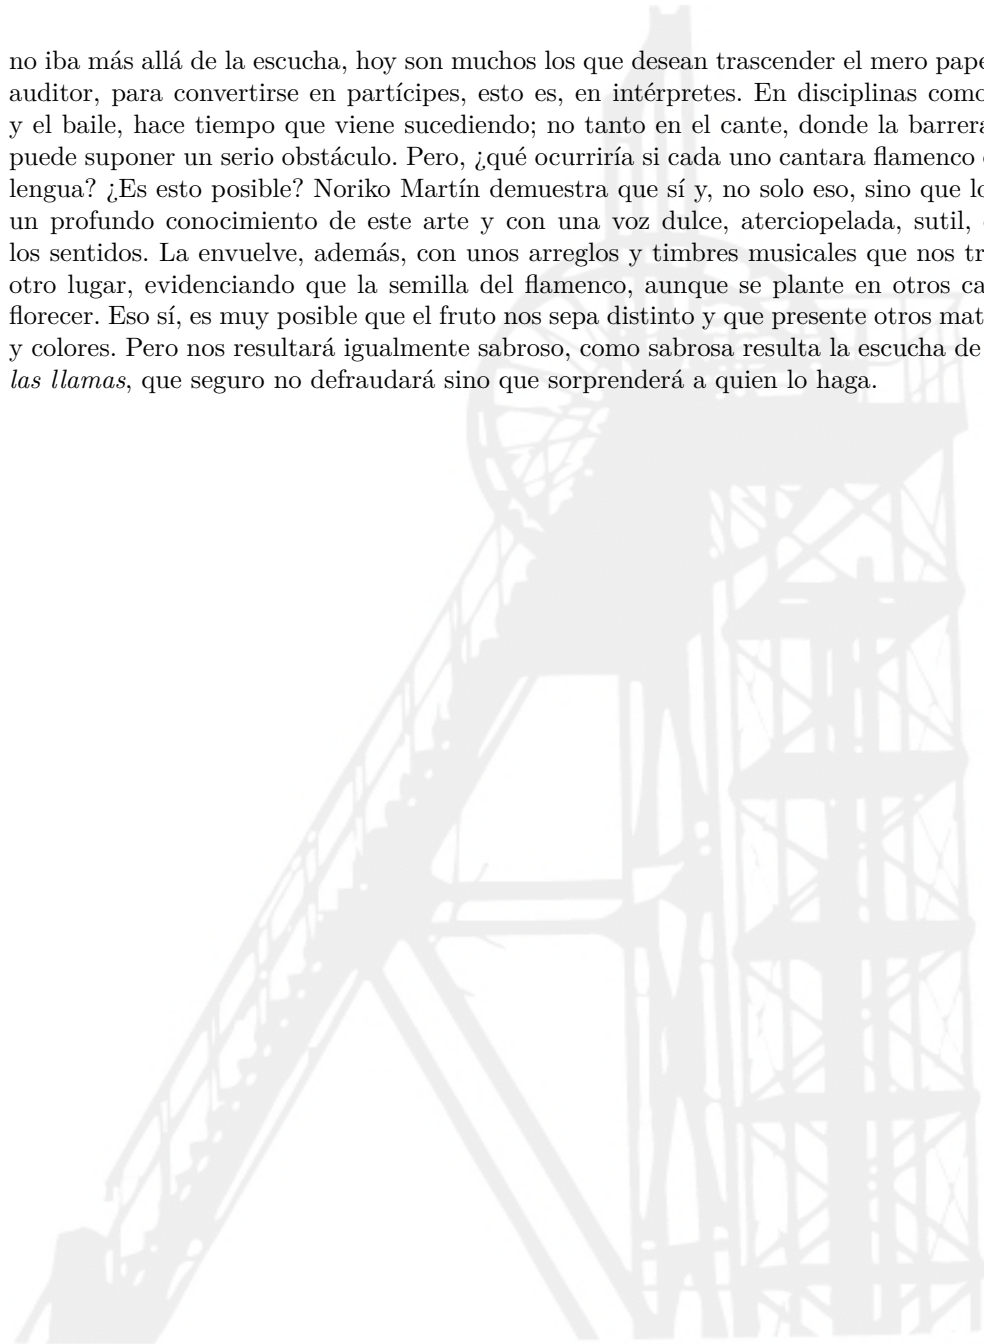 no iba más allá de la escucha, hoy son muchos los que desean trascender el mero pape
auditor, para convertirse en partícipes, esto es, en intérpretes. En disciplinas como
y el baile, hace tiempo que viene sucediendo; no tanto en el cante, donde la barrera
puede suponer un serio obstáculo. Pero, ¿qué ocurriría si cada uno cantara flamenco
lengua? ¿Es esto posible? Noriko Martín demuestra que sí y, no solo eso, sino que lo
un profundo conocimiento de este arte y con una voz dulce, aterciopelada, sutil,
los sentidos. La envuelve, además, con unos arreglos y timbres musicales que nos tr
otro lugar, evidenciando que la semilla del flamenco, aunque se plante en otros ca
florecer. Eso sí, es muy posible que el fruto nos sepa distinto y que presente otros mat
y colores. Pero nos resultará igualmente sabroso, como sabrosa resulta la escucha de
las llamas, que seguro no defraudará sino que sorprenderá a quien lo haga.